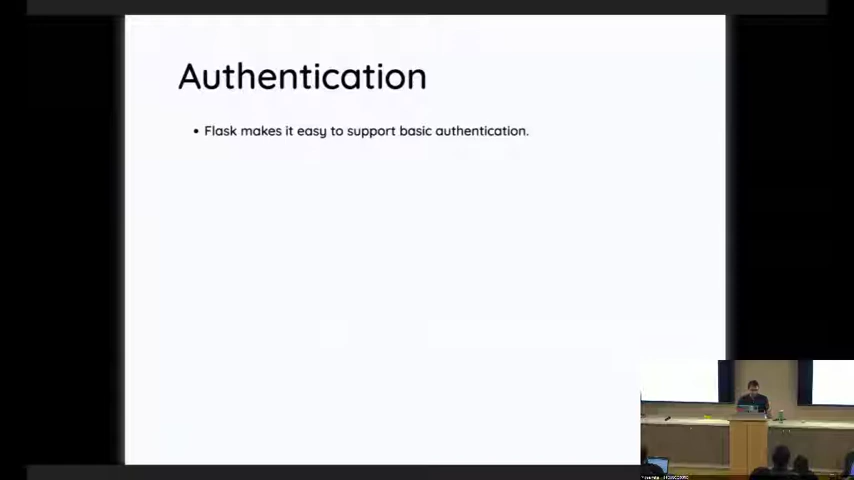 Authentication
• Flask makes it easy to support basic authentication.